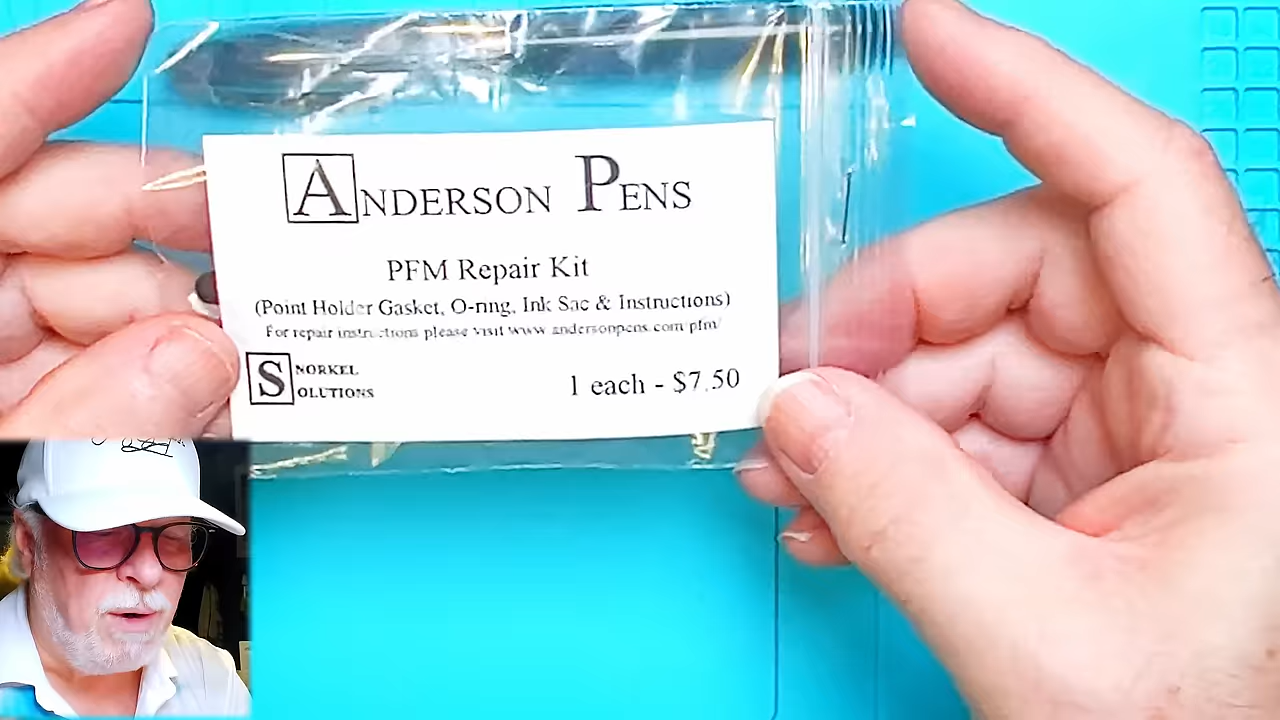 ANDERSON PENS
PFM Repair Kit
(Point Holder Gasket, O-ring, Ink Sac & Instructions)
For repair instructions please visit www.andersonpens.com/pfm/
SNORKEL
SOLUTIONS
1 each - $7.50